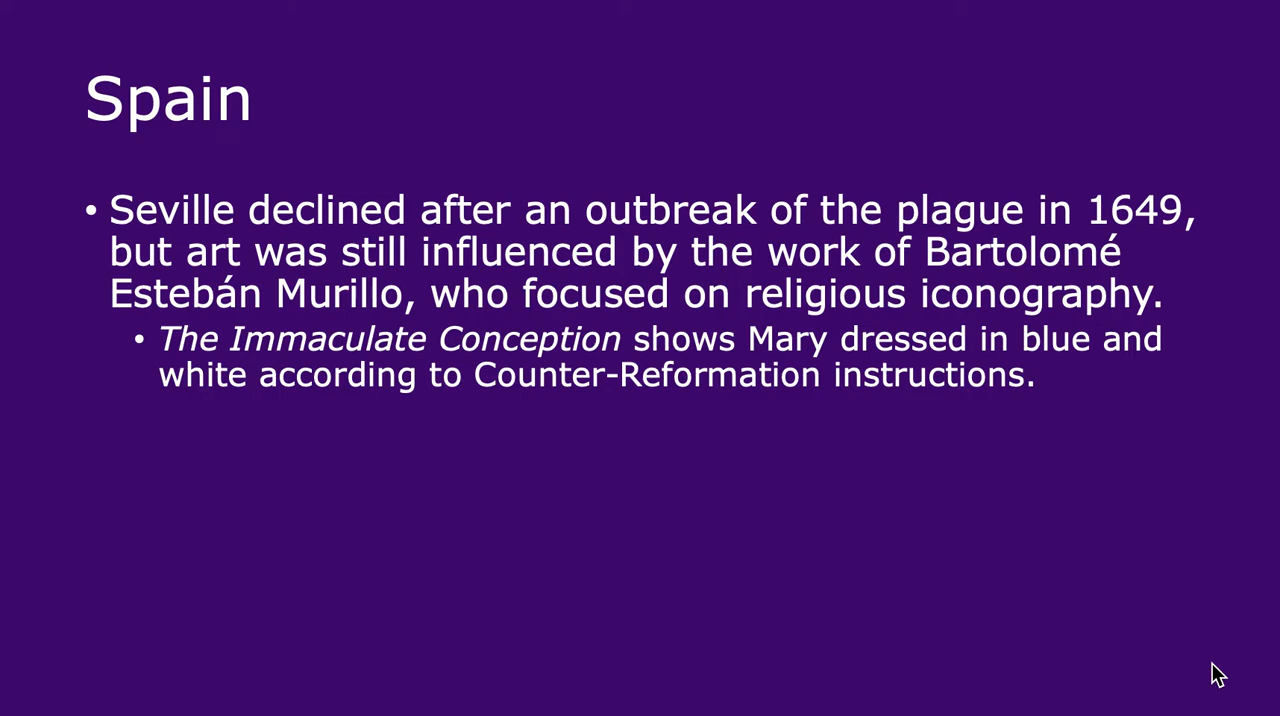 Spain
• Seville declined after an outbreak of the plague in 1649,
but art was still influenced by the work of Bartolomé
Estebán Murillo, who focused on religious iconography.
• The Immaculate Conception shows Mary dressed in blue and
white according to Counter-Reformation instructions.